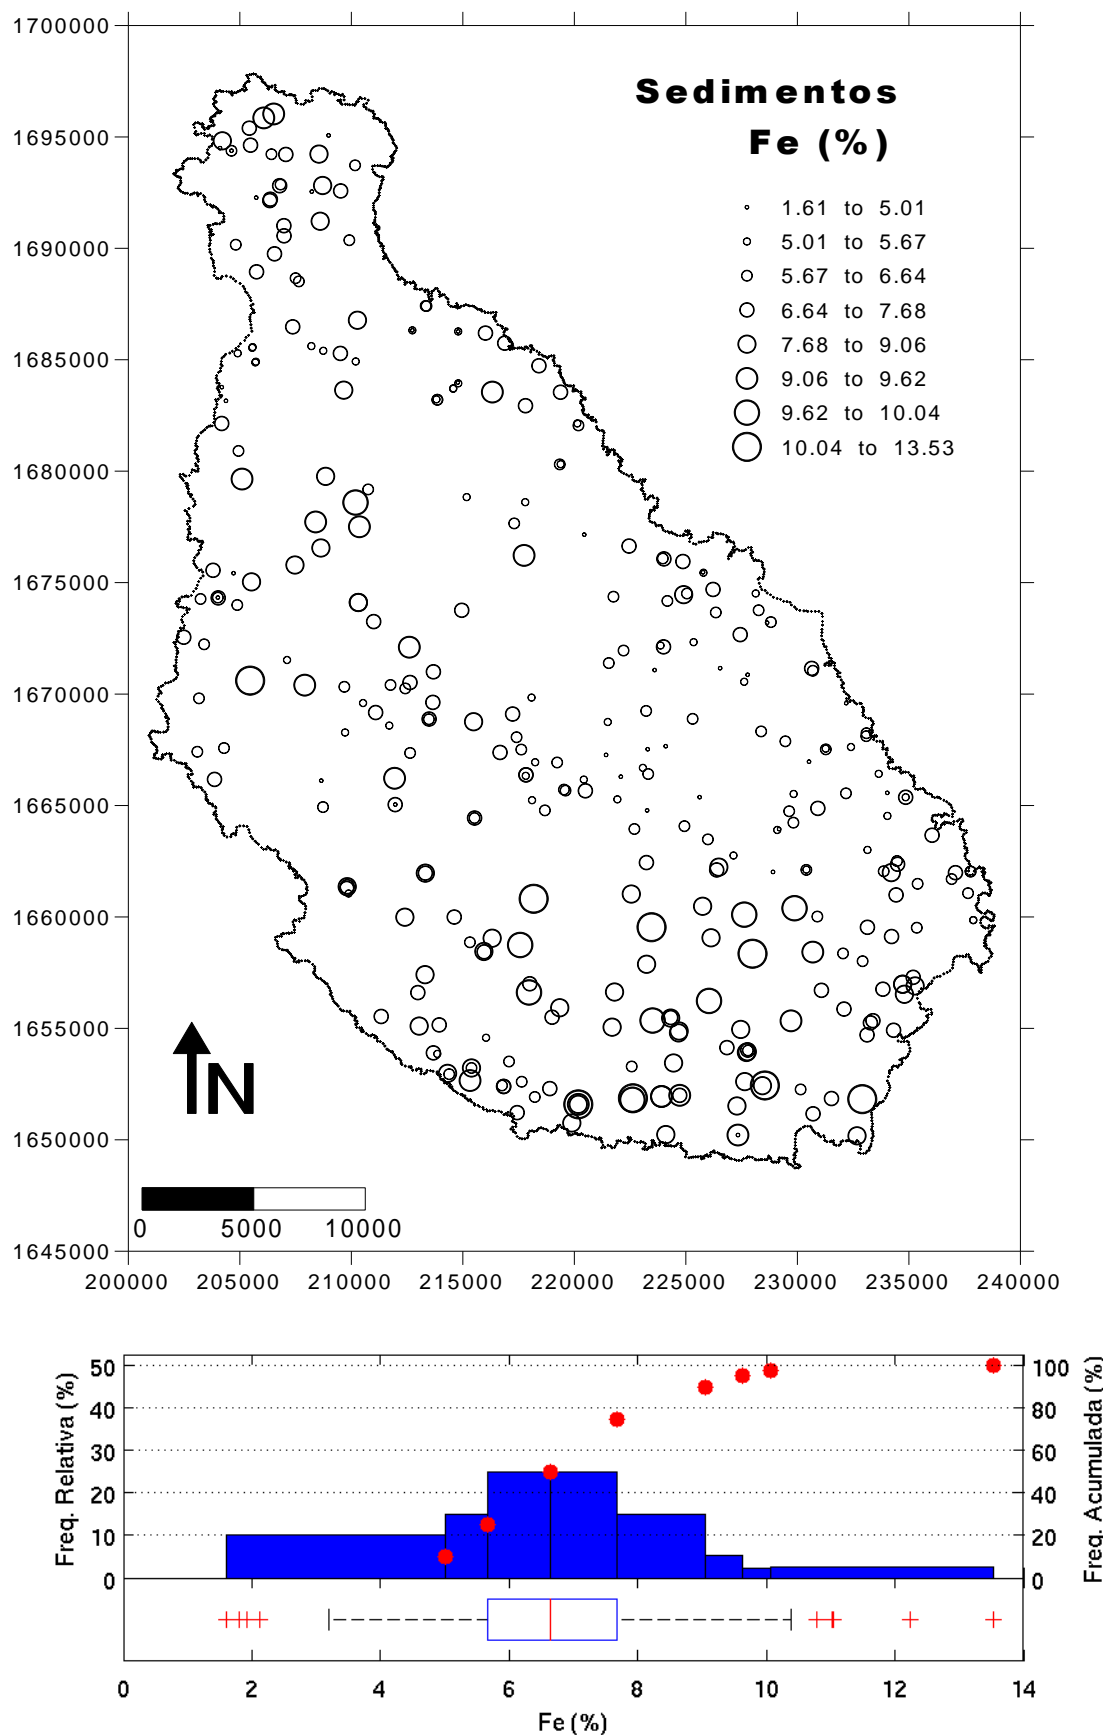 1700000
Sedimentos
Fe (%)
1695000
1.61 to 5.01
5.01 to 5.67
1690000
5.67 to 6.64
6.64 to 7.68
7.68 to 9.06
1685000
9.06 to 9.62
9.62 to 10.04
10.04 to 13.53
1680000
1675000
1670000
1665000
1660000
1655000
N
1650000
0 5000 10000
1645000
200000 205000 210000 215000 220000 225000 230000 235000 240000
Freq. Relativa (%)
50
40
30
20
10
0
100
80
60
40
20
0
Freq. Acumulada (%)
0 2 4 6 8 10 12 14
Fe (%)